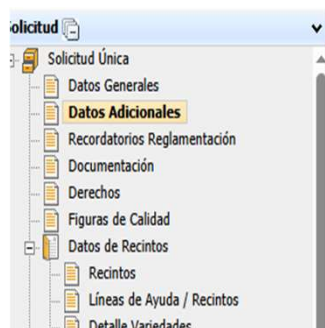 Solicitud
Solicitud Única
Datos Generales
Datos Adicionales
Recordatorios Reglamentación
Documentación
Derechos
Figuras de Calidad
Datos de Recintos
Recintos
Líneas de Ayuda / Recintos
Detalle Variedades